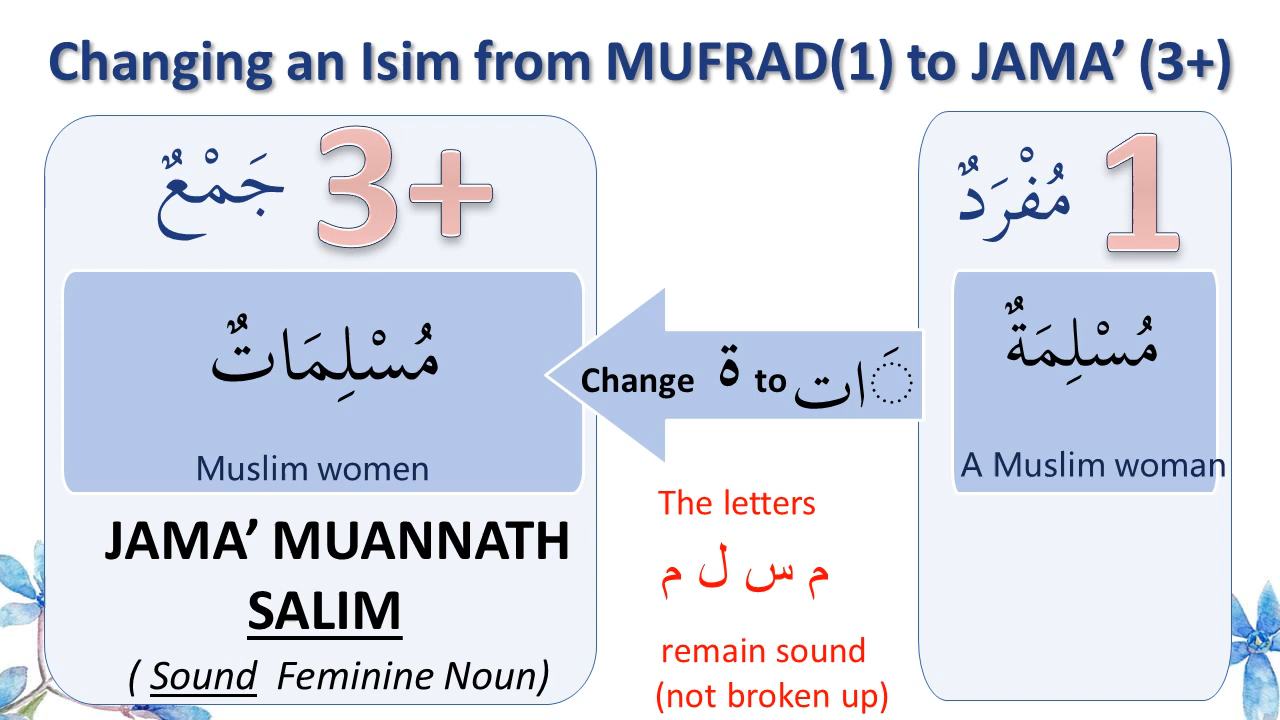 Changing an Isim from MUFRAD(1) to JAMA’ (3+)
جَمْعٌ 3+
مُفْرَدٌ 1
مُسْلِمَاتٌ
Muslim women
Change ة to ◌َات
مُسْلِمَةٌ
A Muslim woman
JAMA’ MUANNATH
SALIM
( Sound Feminine Noun)
The letters
م س ل م
remain sound
(not broken up)